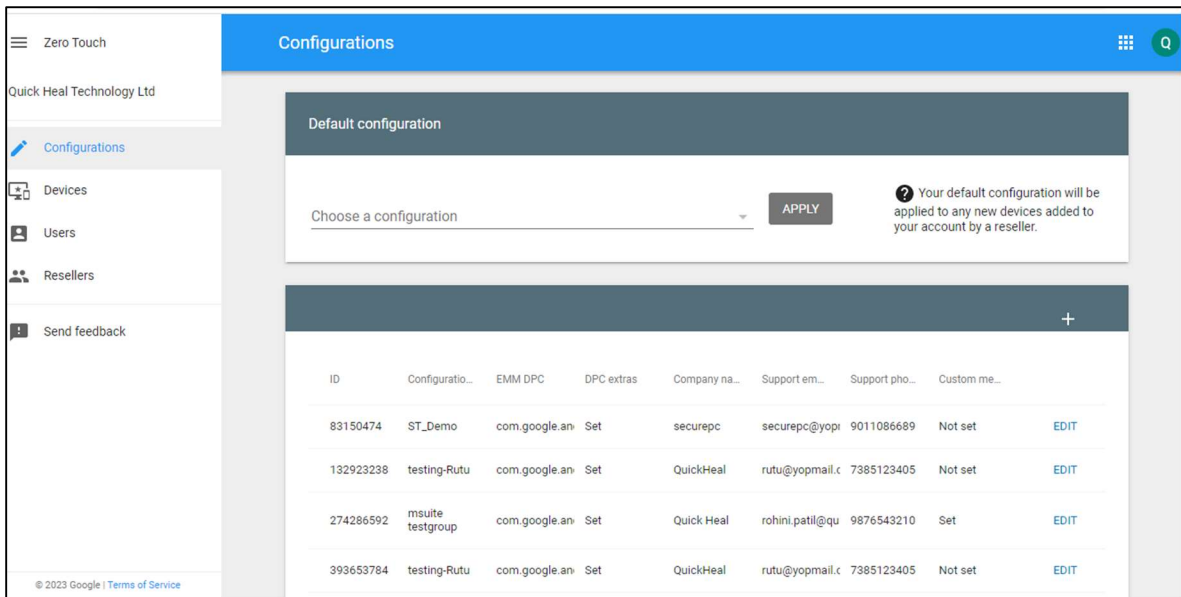 Zero Touch
Configurations
Q
Quick Heal Technology Ltd
Configurations
Devices
Users
Resellers
Send feedback
© 2023 Google | Terms of Service
Default configuration
Choose a configuration
APPLY
? Your default configuration will be
applied to any new devices added to
your account by a reseller.
+
ID Configuratio... EMM DPC DPC extras Company na... Support em... Support pho... Custom me...
83150474 ST_Demo com.google.an Set securepc securepc@yop 9011086689 Not set EDIT
132923238 testing-Rutu com.google.an Set QuickHeal rutu@yopmail.c 7385123405 Not set EDIT
274286592 msuite testgroup com.google.an Set Quick Heal rohini.patil@qu 9876543210 Set EDIT
393653784 testing-Rutu com.google.an Set QuickHeal rutu@yopmail.c 7385123405 Not set EDIT